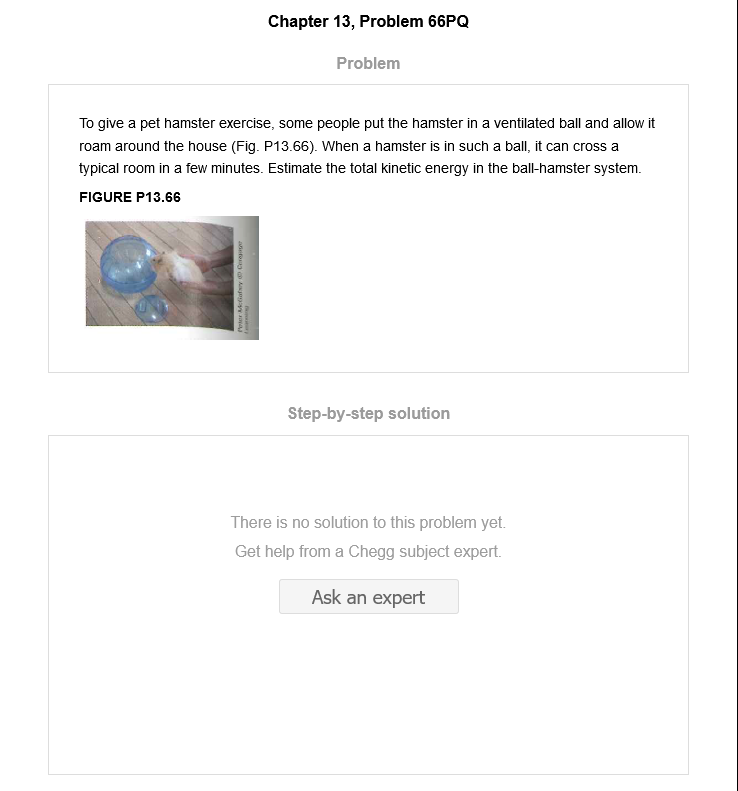 Chapter 13, Problem 66PQ
Problem
To give a pet hamster exercise, some people put the hamster in a ventilated ball and allow it
roam around the house (Fig. P13.66). When a hamster is in such a ball, it can cross a
typical room in a few minutes. Estimate the total kinetic energy in the ball-hamster system.
FIGURE P13.66
Peter McGahey © Cengage
Learning
Step-by-step solution
There is no solution to this problem yet.
Get help from a Chegg subject expert.
Ask an expert